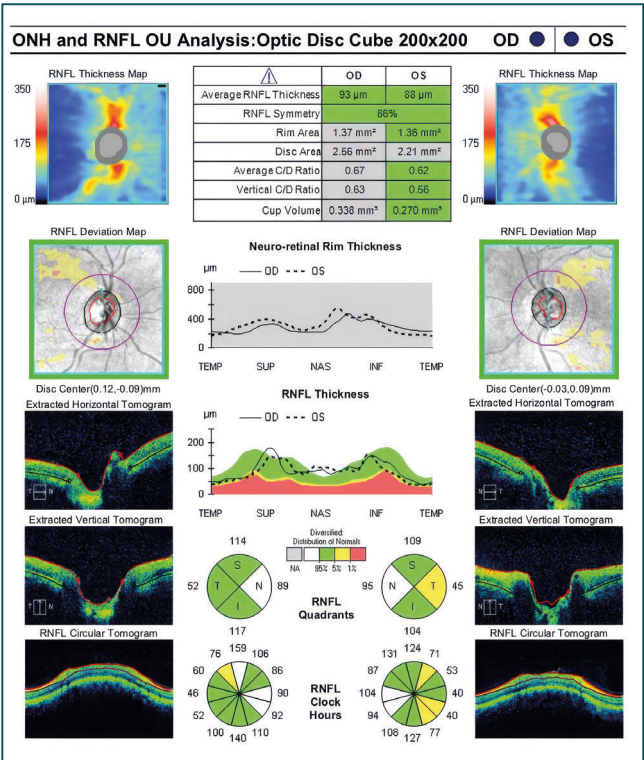 ONH and RNFL OU Analysis:Optic Disc Cube 200x200 OD OS
RNFL Thickness Map
350
175
0 µm
OD OS
Average RNFL Thickness 93 µm 88 µm
RNFL Symmetry 86%
Rim Area 1.37 mm² 1.36 mm²
Disc Area 2.56 mm² 2.21 mm²
Average C/D Ratio 0.67 0.62
Vertical C/D Ratio 0.63 0.66
Cup Volume 0.338 mm³ 0.270 mm³
RNFL Thickness Map
350
175
0 µm
RNFL Deviation Map
Disc Center(0.12,-0.09)mm
Neuro-retinal Rim Thickness
µm OD OS
800
400
0
TEMP SUP NAS INF TEMP
RNFL Deviation Map
Disc Center(-0.03,0.09)mm
Extracted Horizontal Tomogram
T N
RNFL Thickness
µm OD OS
200
100
0
TEMP SUP NAS INF TEMP
Extracted Horizontal Tomogram
N T
Extracted Vertical Tomogram
T N
Diversified:
Distribution of Normals
NA 95% 5% 1%
114
S
52 T N 89
I
117
RNFL
Quadrants
109
S
95 N T 45
I
104
Extracted Vertical Tomogram
N T
RNFL Circular Tomogram
159
76 106
60 86
46 90
52 92
100 110
140
RNFL
Clock
Hours
124
131 71
87 53
104 40
94 40
108 77
127
RNFL Circular Tomogram